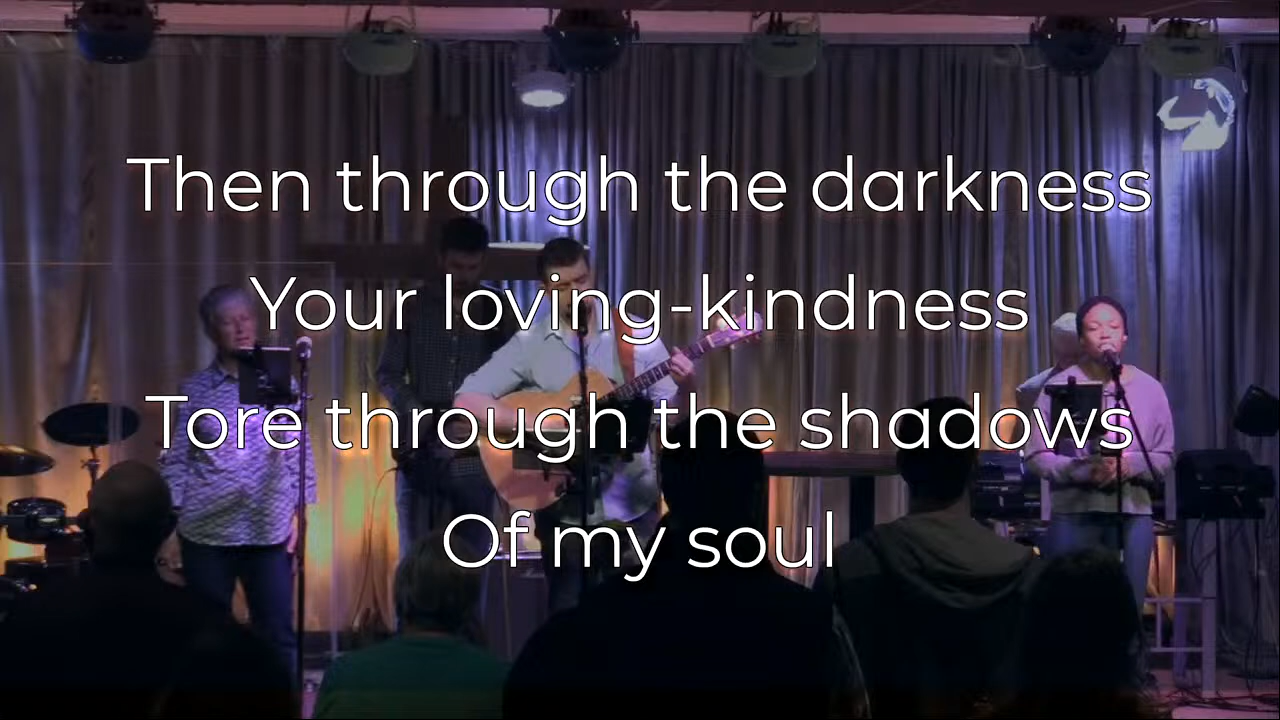 Then through the darkness
Your loving-kindness
Tore through the shadows
Of my soul